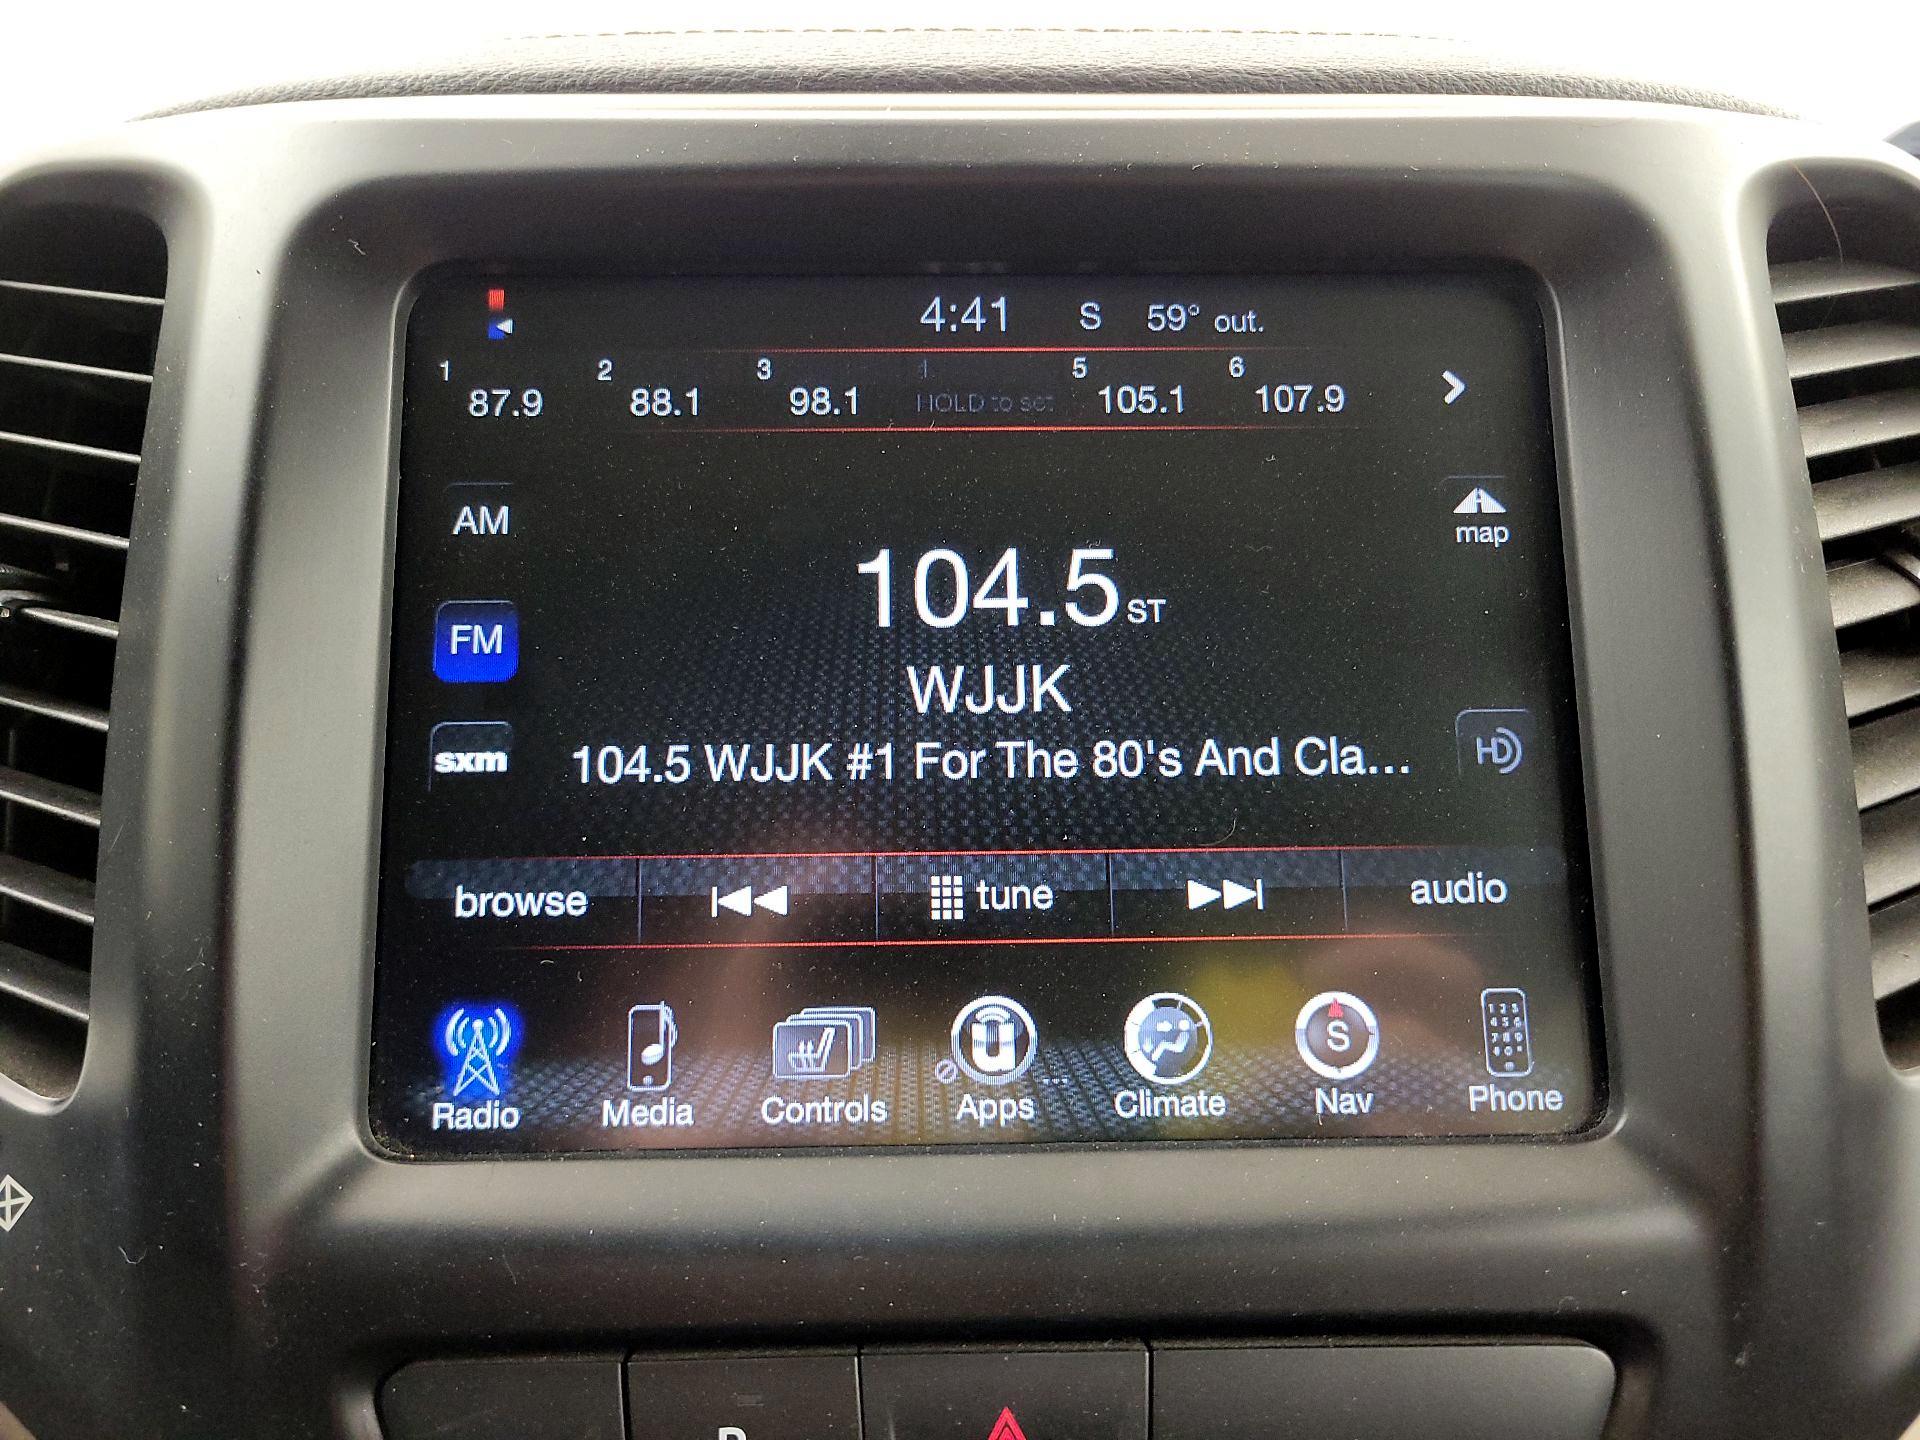 4:41 S 59° out.
1 2 3 4 5 6
87.9 88.1 98.1 HOLD to set 105.1 107.9
AM
map
104.5 ST
FM
WJJK
sxm 104.5 WJJK #1 For The 80's And Cla... HD
browse tune audio
S
Radio Media Controls Apps Climate Nav Phone